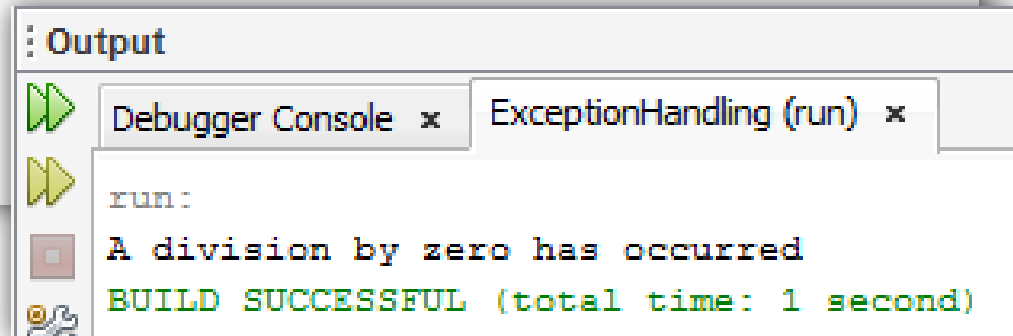 Output
Debugger Console x
ExceptionHandling (run) x
run:
A division by zero has occurred
BUILD SUCCESSFUL (total time: 1 second)